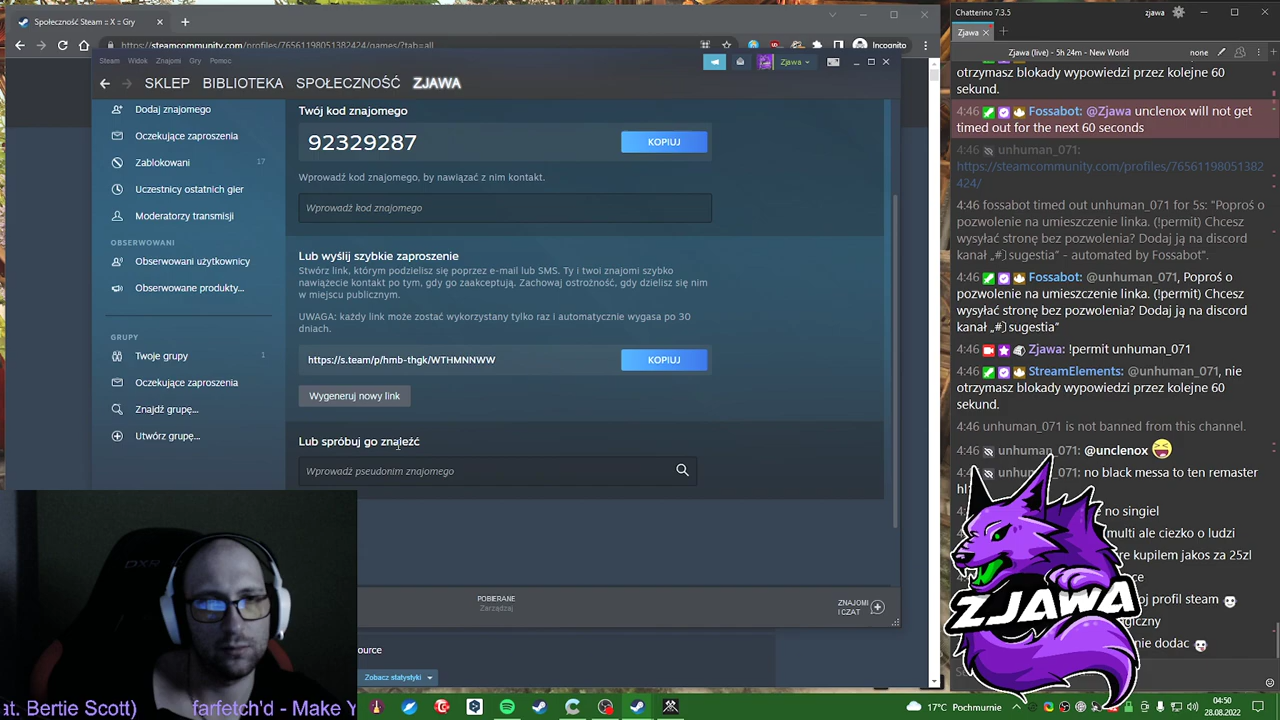 Społeczność Steam :: X :: Gry
https://steamcommunity.com/profiles/76561198051382424/games/?tab=all
Incognito
Steam Widok Znajomi Gry Pomoc
Zjawa
SKLEP BIBLIOTEKA SPOŁECZNOŚĆ ZJAWA
Dodaj znajomego
Oczekujące zaproszenia
Zablokowani 17
Uczestnicy ostatnich gier
Moderatorzy transmisji
OBSERWOWANI
Obserwowani użytkownicy
Obserwowane produkty...
GRUPY
Twoje grupy 1
Oczekujące zaproszenia
Znajdź grupę...
Utwórz grupę...
Twój kod znajomego
92329287
KOPIUJ
Wprowadź kod znajomego, by nawiązać z nim kontakt.
Wprowadź kod znajomego
Lub wyślij szybkie zaproszenie
Stwórz link, którym podzielisz się poprzez e-mail lub SMS. Ty i twoi znajomi szybko
nawiążecie kontakt po tym, gdy go zaakceptują. Zachowaj ostrożność, gdy dzielisz się nim
w miejscu publicznym.
UWAGA: każdy link może zostać wykorzystany tylko raz i automatycznie wygasa po 30
dniach.
https://s.team/p/hmb-thgk/WTHMNNWW
KOPIUJ
Wygeneruj nowy link
Lub spróbuj go znaleźć
Wprowadź pseudonim znajomego
POBIERANE
Zarządzaj
ZNAJOMI
I CZAT
ource
Zobacz statystyki
DXR
at. Bertie Scott) farfetch'd - Make Y
Chatterino 7.3.5 zjawa
Zjawa
Zjawa (live) - 5h 24m - New World
otrzymasz blokady wypowiedzi przez kolejne 60
sekund.
4:46 Fossabot: @Zjawa unclenox will not get
timed out for the next 60 seconds
4:46 unhuman_071:
https://steamcommunity.com/profiles/76561198051382
424/
4:46 fossabot timed out unhuman_071 for 5s: "Poproś o
pozwolenie na umieszczenie linka. (!permit) Chcesz
wysyłać stronę bez pozwolenia? Dodaj ją na discord
kanał „#〕sugestia" - automated by Fossabot".
4:46 Fossabot: @unhuman_071, Poproś o
pozwolenie na umieszczenie linka. (!permit) Chcesz
wysyłać stronę bez pozwolenia? Dodaj ją na discord
kanał „#〕sugestia"
4:46 Zjawa: !permit unhuman_071
4:46 StreamElements: @unhuman_071, nie
otrzymasz blokady wypowiedzi przez kolejne 60
sekund.
4:46 unhuman_071 is not banned from this channel.
4:46 unhuman_071: @unclenox
4:46 no black messa to ten remaster
no singiel
multi ale ciezko o ludzi
kupilem jakos za 25zl
profil steam
dodac
ZJAWA
17°C Pochmurnie
04:50
28.08.2022